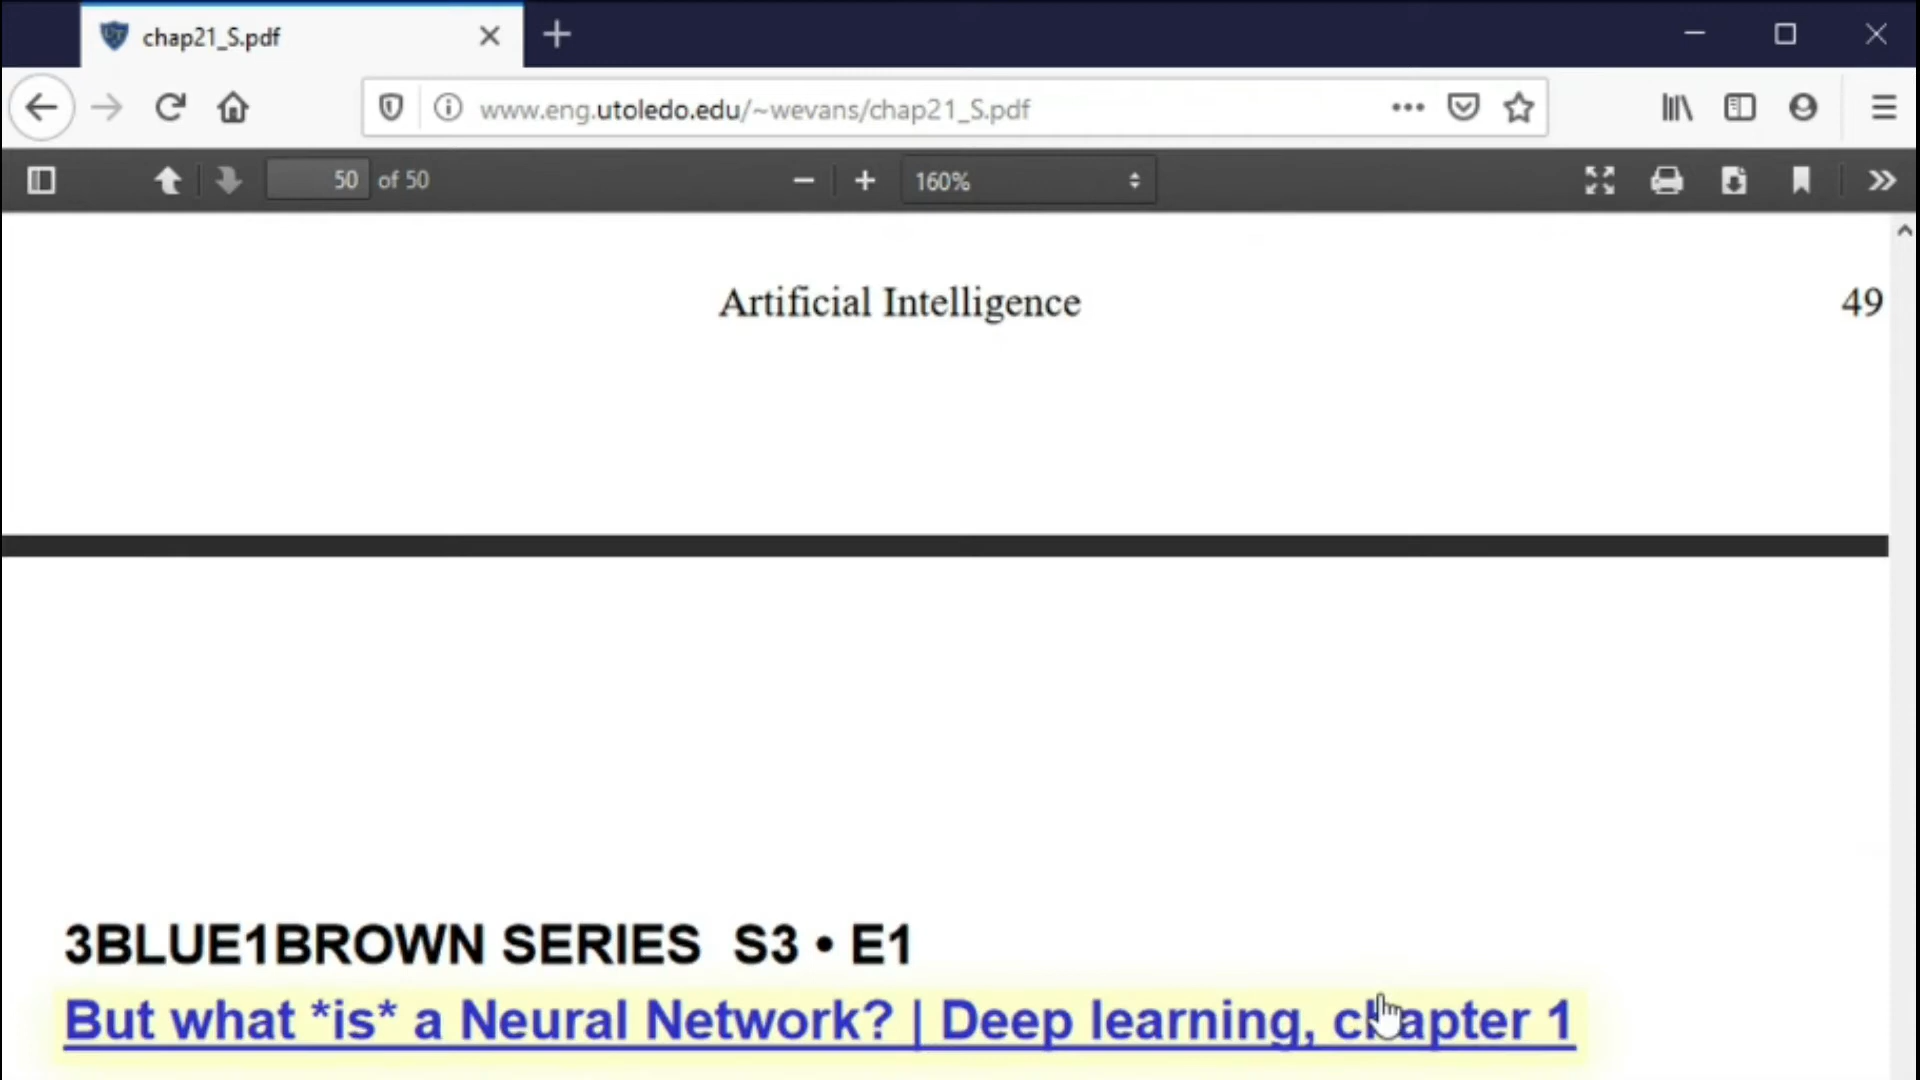 chap21_S.pdf
www.eng.utoledo.edu/~wevans/chap21_S.pdf
50 of 50
160%
Artificial Intelligence 49
3BLUE1BROWN SERIES S3 • E1
But what *is* a Neural Network? | Deep learning, chapter 1